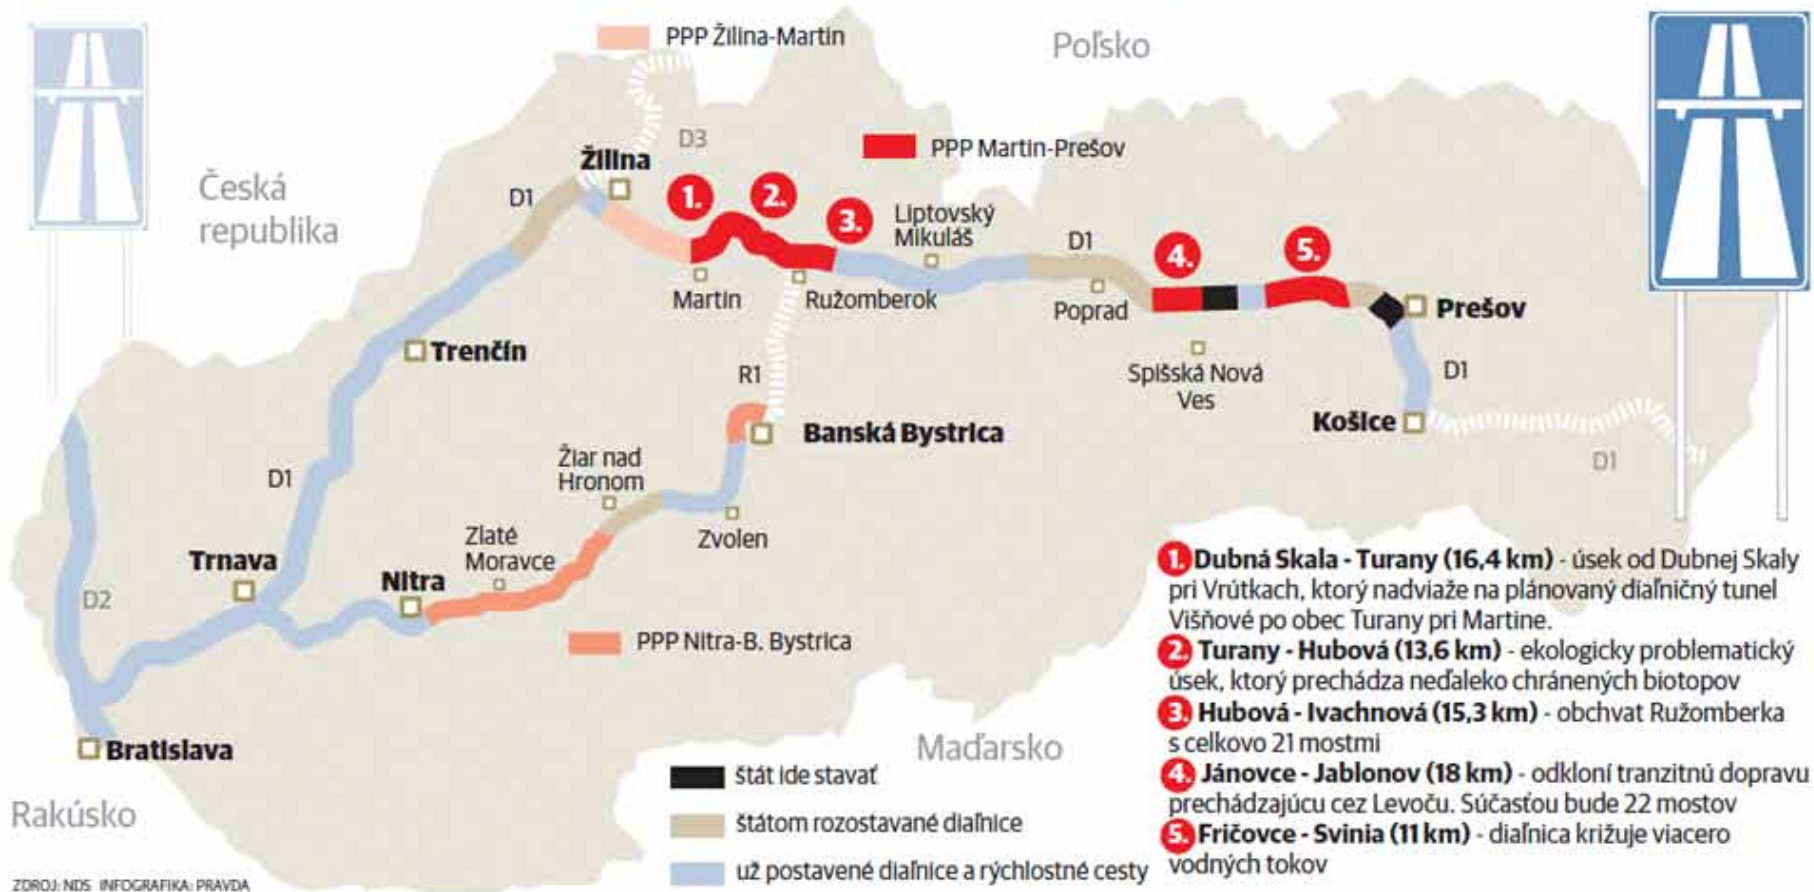 PPP Žilina-Martin
Poľsko
PPP Martin-Prešov
D3
Žilina
Česká
republika
D1
1.
2.
3.
Liptovský
Mikuláš
D1
4.
5.
Martin
Ružomberok
Poprad
Prešov
Trenčín
R1
Spišská Nová
Ves
D1
Košice
Banská Bystrica
D1
Žiar nad
Hronom
D1
Zlaté
Moravce
Zvolen
Trnava
Nitra
D2
PPP Nitra-B. Bystrica
Bratislava
Maďarsko
Rakúsko
štát ide stavať
štátom rozostavané diaľnice
už postavené diaľnice a rýchlostné cesty
1. Dubná Skala - Turany (16,4 km) - úsek od Dubnej Skaly
pri Vrútkach, ktorý nadviaže na plánovaný diaľničný tunel
Višňové po obec Turany pri Martine.
2. Turany - Hubová (13,6 km) - ekologicky problematický
úsek, ktorý prechádza neďaleko chránených biotopov
3. Hubová - Ivachnová (15,3 km) - obchvat Ružomberka
s celkovo 21 mostmi
4. Jánovce - Jablonov (18 km) - odkloní tranzitnú dopravu
prechádzajúcu cez Levoču. Súčasťou bude 22 mostov
5. Fričovce - Svinia (11 km) - diaľnica križuje viacero
vodných tokov
ZDROJ: NDS INFOGRAFIKA: PRAVDA